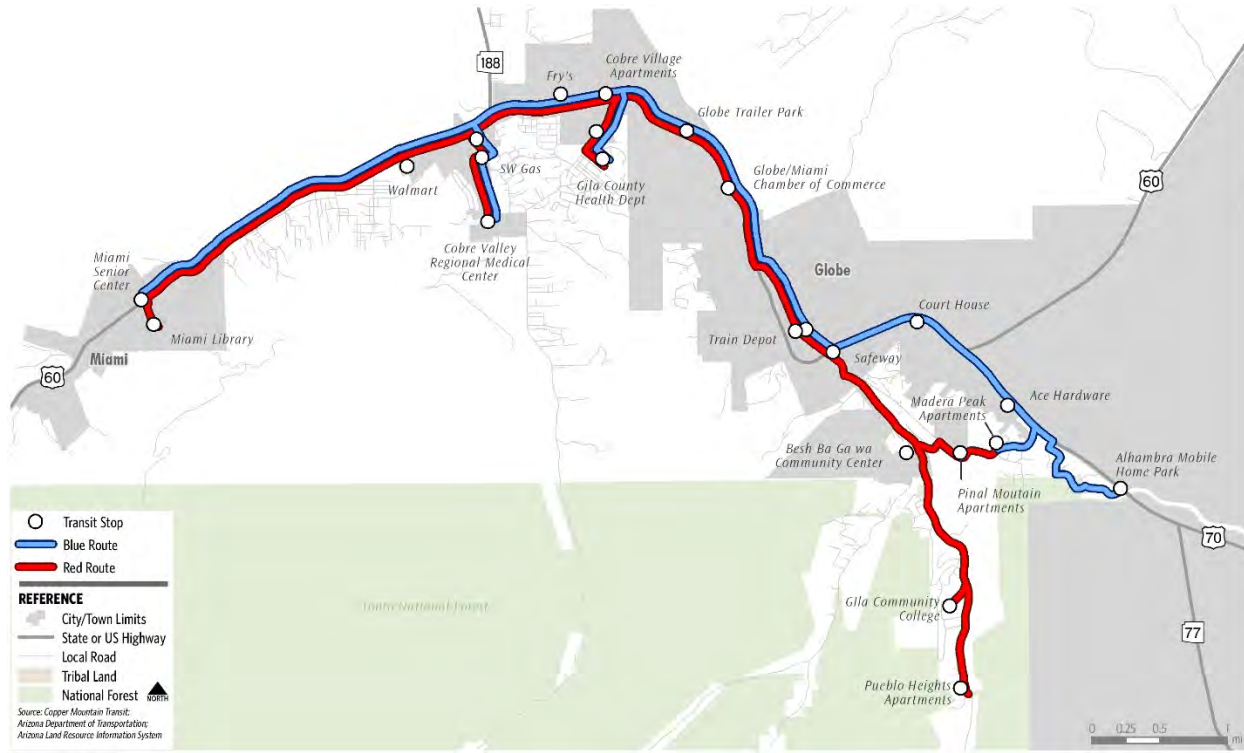 188
Cobre Village
Apartments
Fry's
Globe Trailer Park
SW Gas
Walmart
Gila County
Health Dept
Globe/Miami
Chamber of Commerce
60
Cobre Valley
Regional Medical
Center
Miami
Senior
Center
Globe
Court House
Miami Library
Train Depot
Safeway
Miami
60
Madera Peak
Apartments
Ace Hardware
Besh Ba Ga wa
Community Center
Alhambra Mobile
Home Park
Pinal Moutain
Apartments
70
Transit Stop
Blue Route
Red Route
REFERENCE
City/Town Limits
State or US Highway
Local Road
Tribal Land
National Forest
NORTH
Source: Copper Mountain Transit;
Arizona Department of Transportation;
Arizona Land Resource Information System
Tonto National Forest
GIla Community
College
77
Pueblo Heights
Apartments
0 0.25 0.5 1
mi